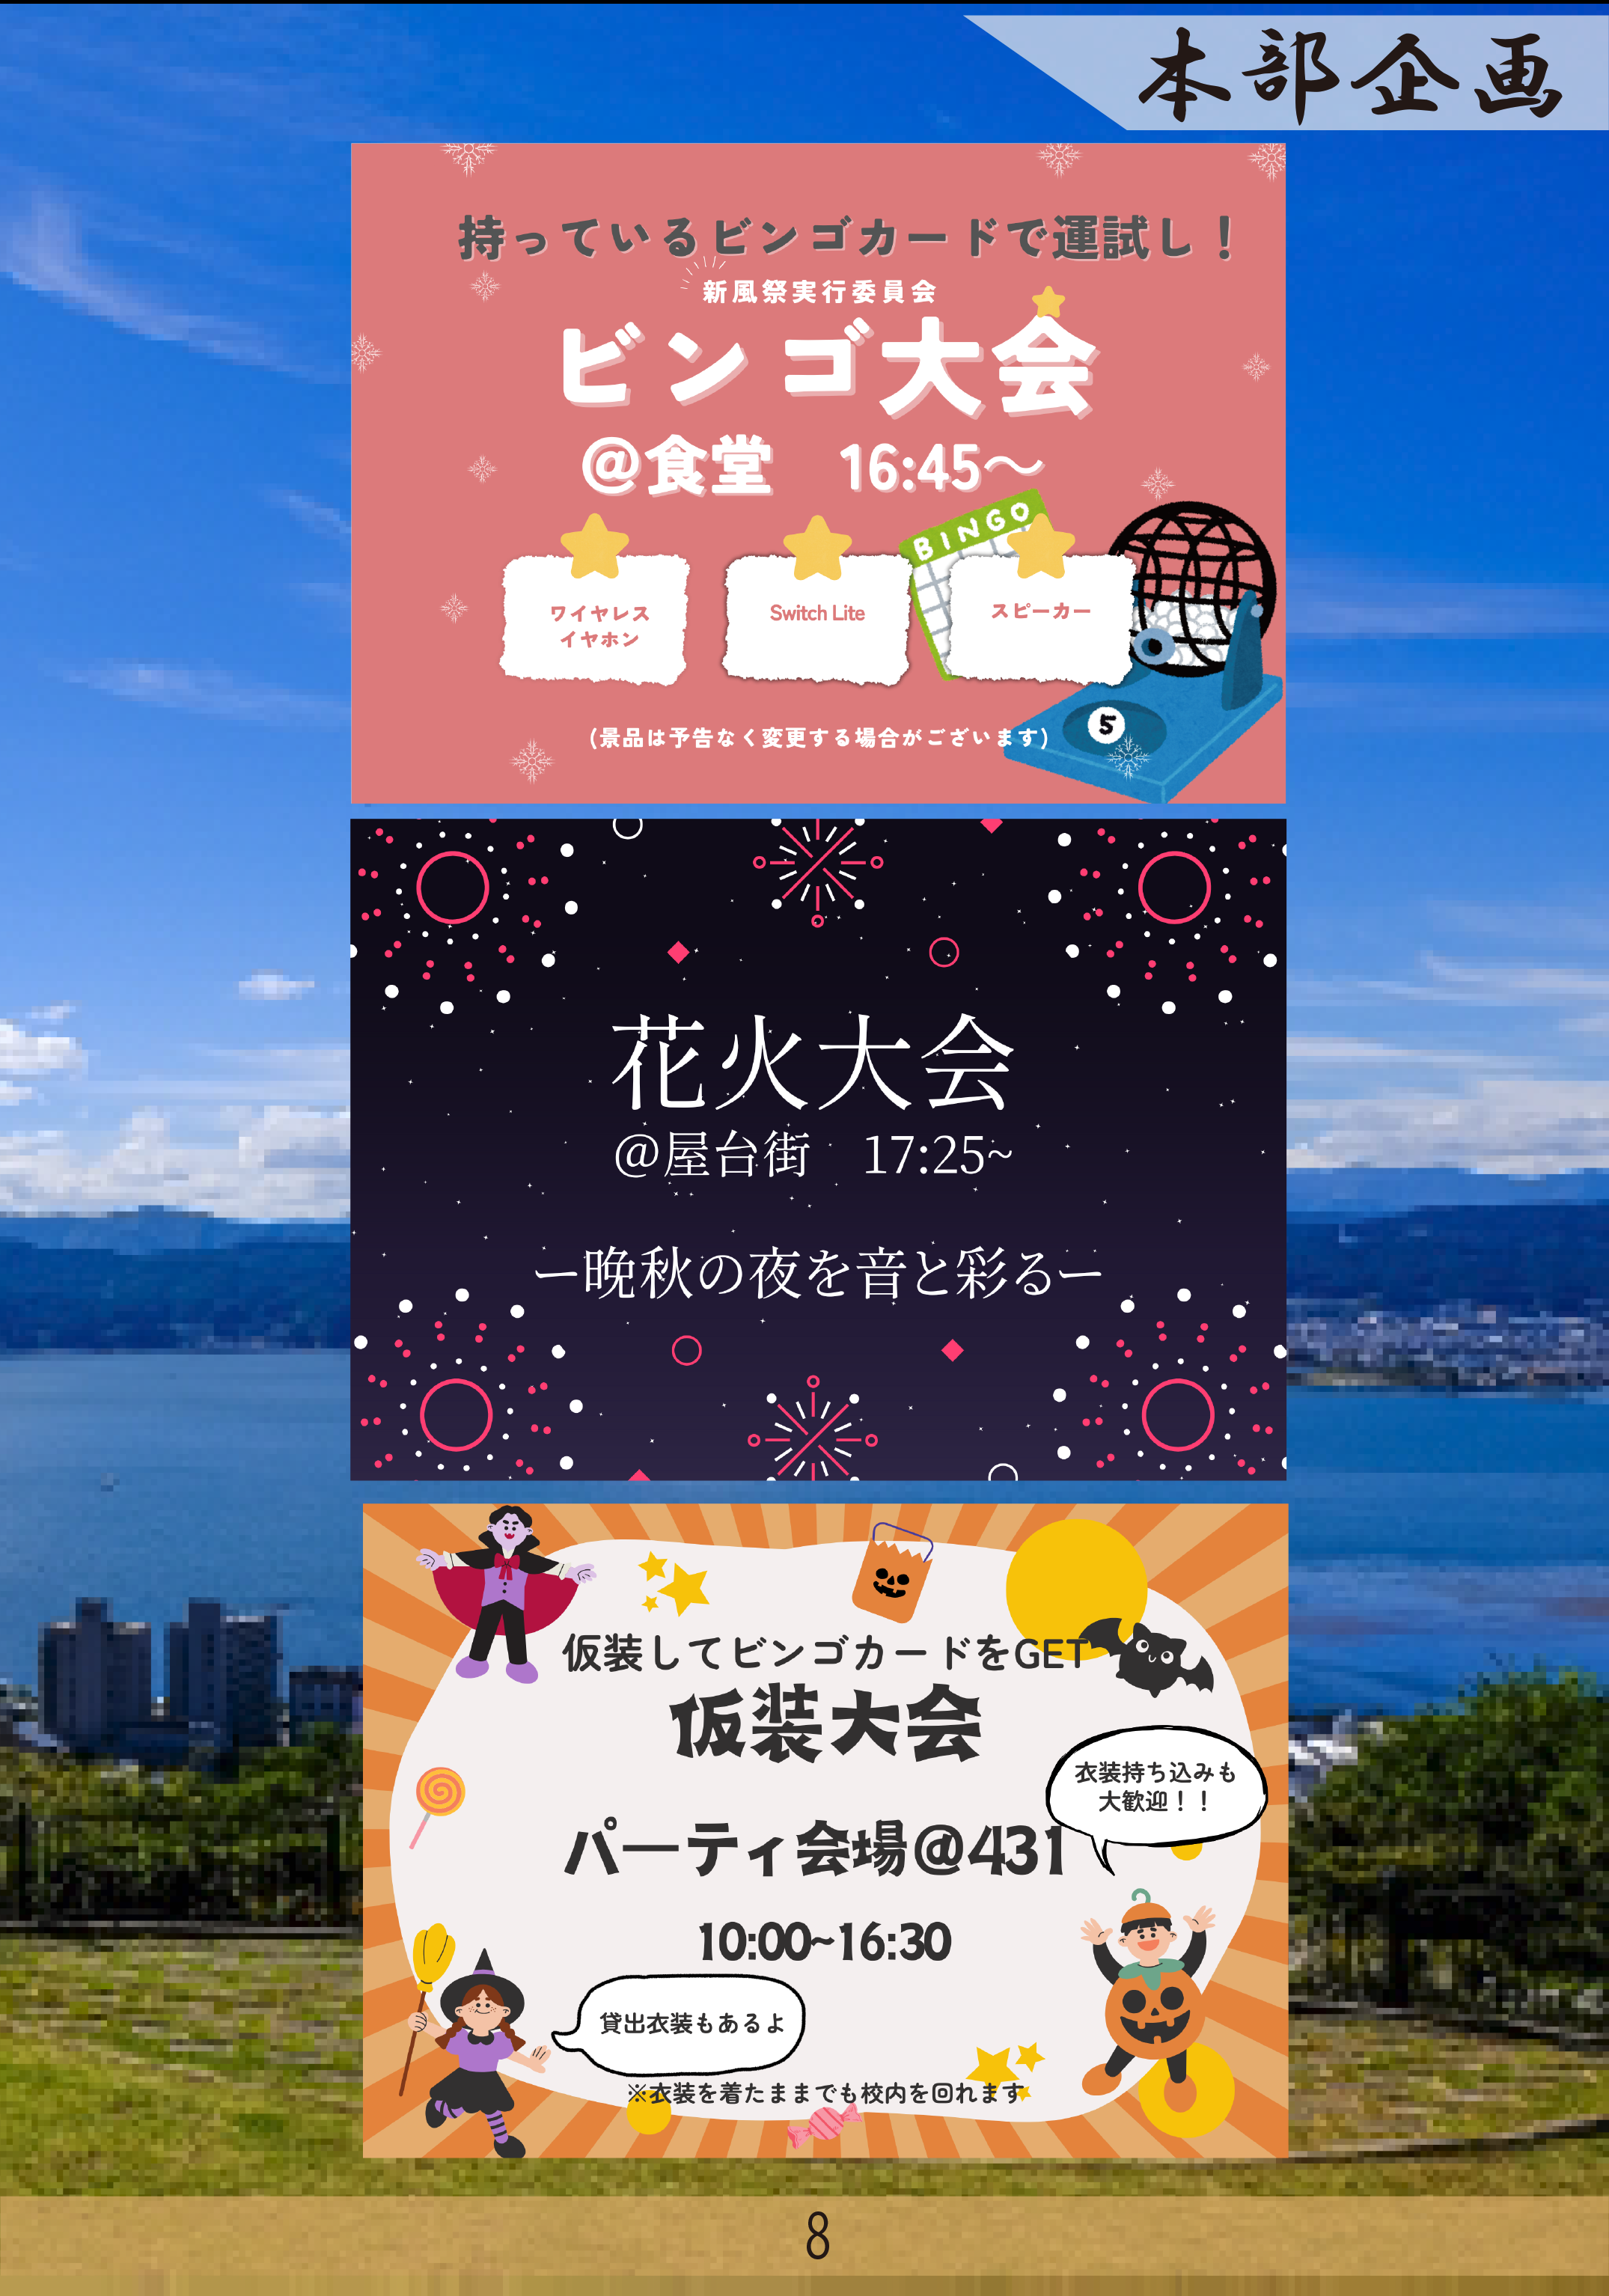 本部企画
持っているビンゴカードで運試し！
新風祭実行委員会
ビンゴ大会
@食堂　16:45～
BINGO
ワイヤレス
イヤホン
Switch Lite
スピーカー
5
(景品は予告なく変更する場合がございます)
花火大会
@屋台街　17:25~
ー晩秋の夜を音と彩るー
仮装してビンゴカードをGET
仮装大会
衣装持ち込みも
大歓迎！！
パーティ会場@431
10:00~16:30
貸出衣装もあるよ
※衣装を着たままでも校内を回れます
8